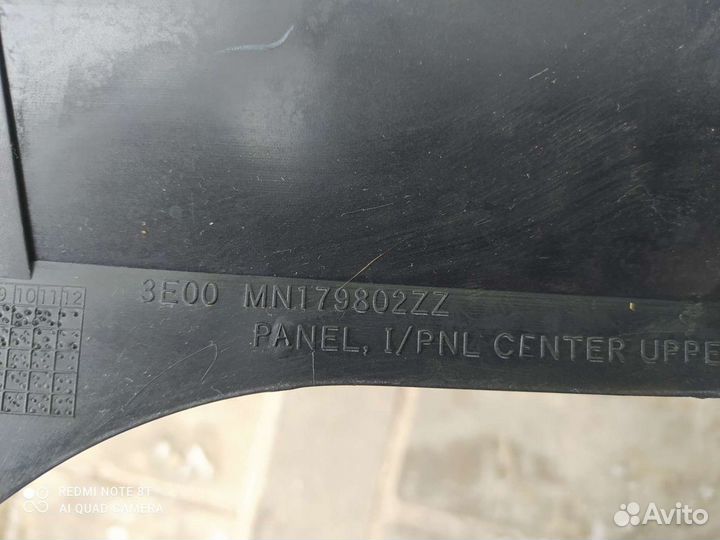 9 10 11 12
3E00 MN179802ZZ
PANEL, I/PNL CENTER UPPE
REDMI NOTE 8T
AI QUAD CAMERA
Avito